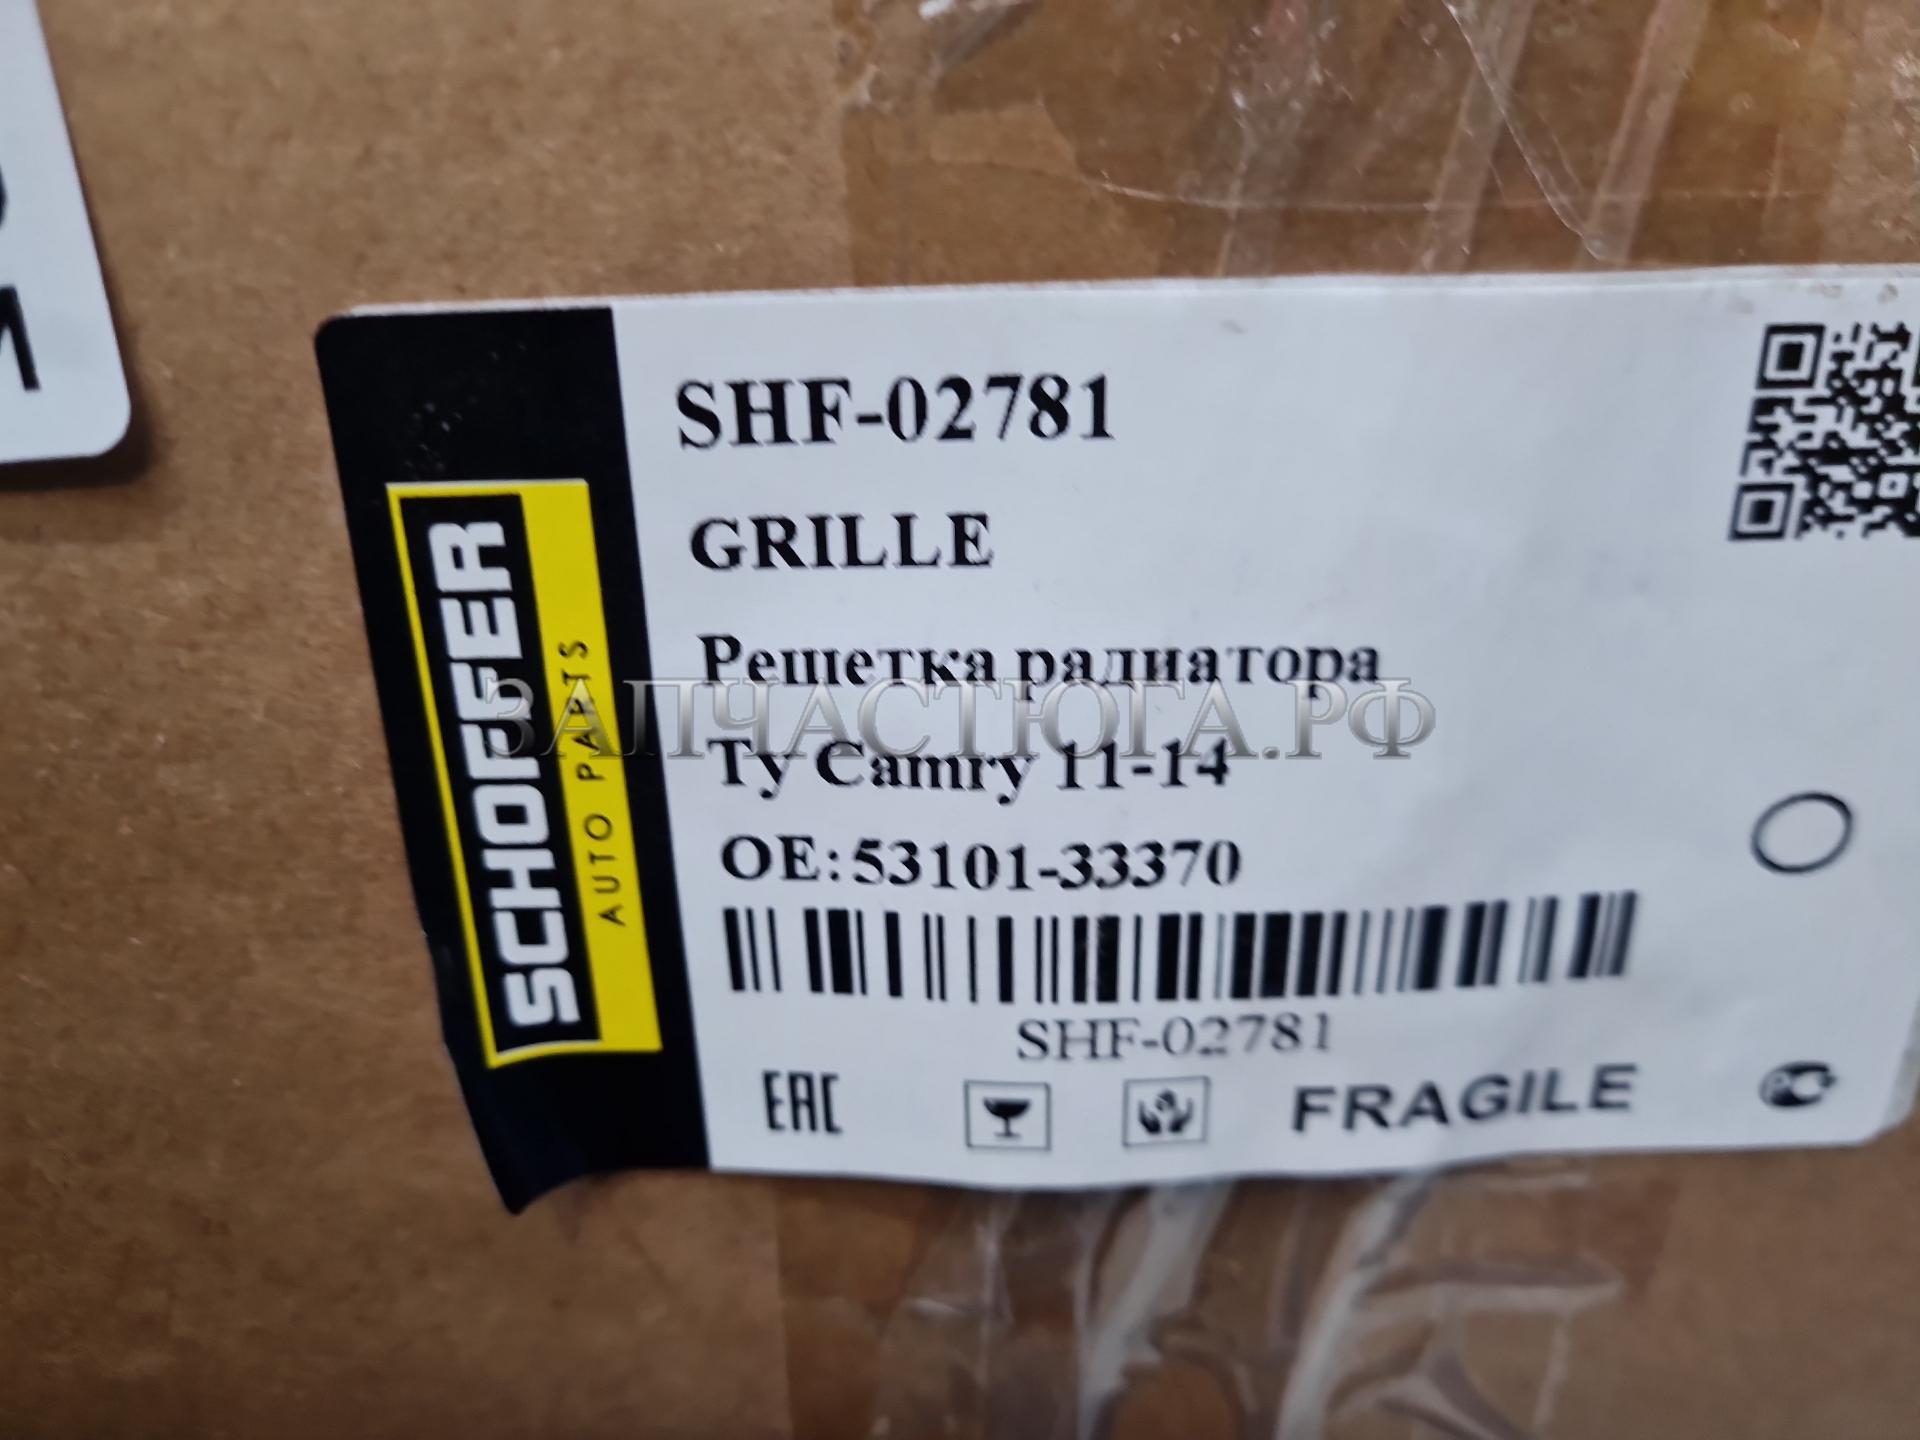 SHF-02781
GRILLE
Решетка радиатора
Ty Camry 11-14
OE:53101-33370
SHF-02781
EAC
FRAGILE
SCHOFFER
AUTO PARTS
ЗАПЧАСТЮГА.РФ